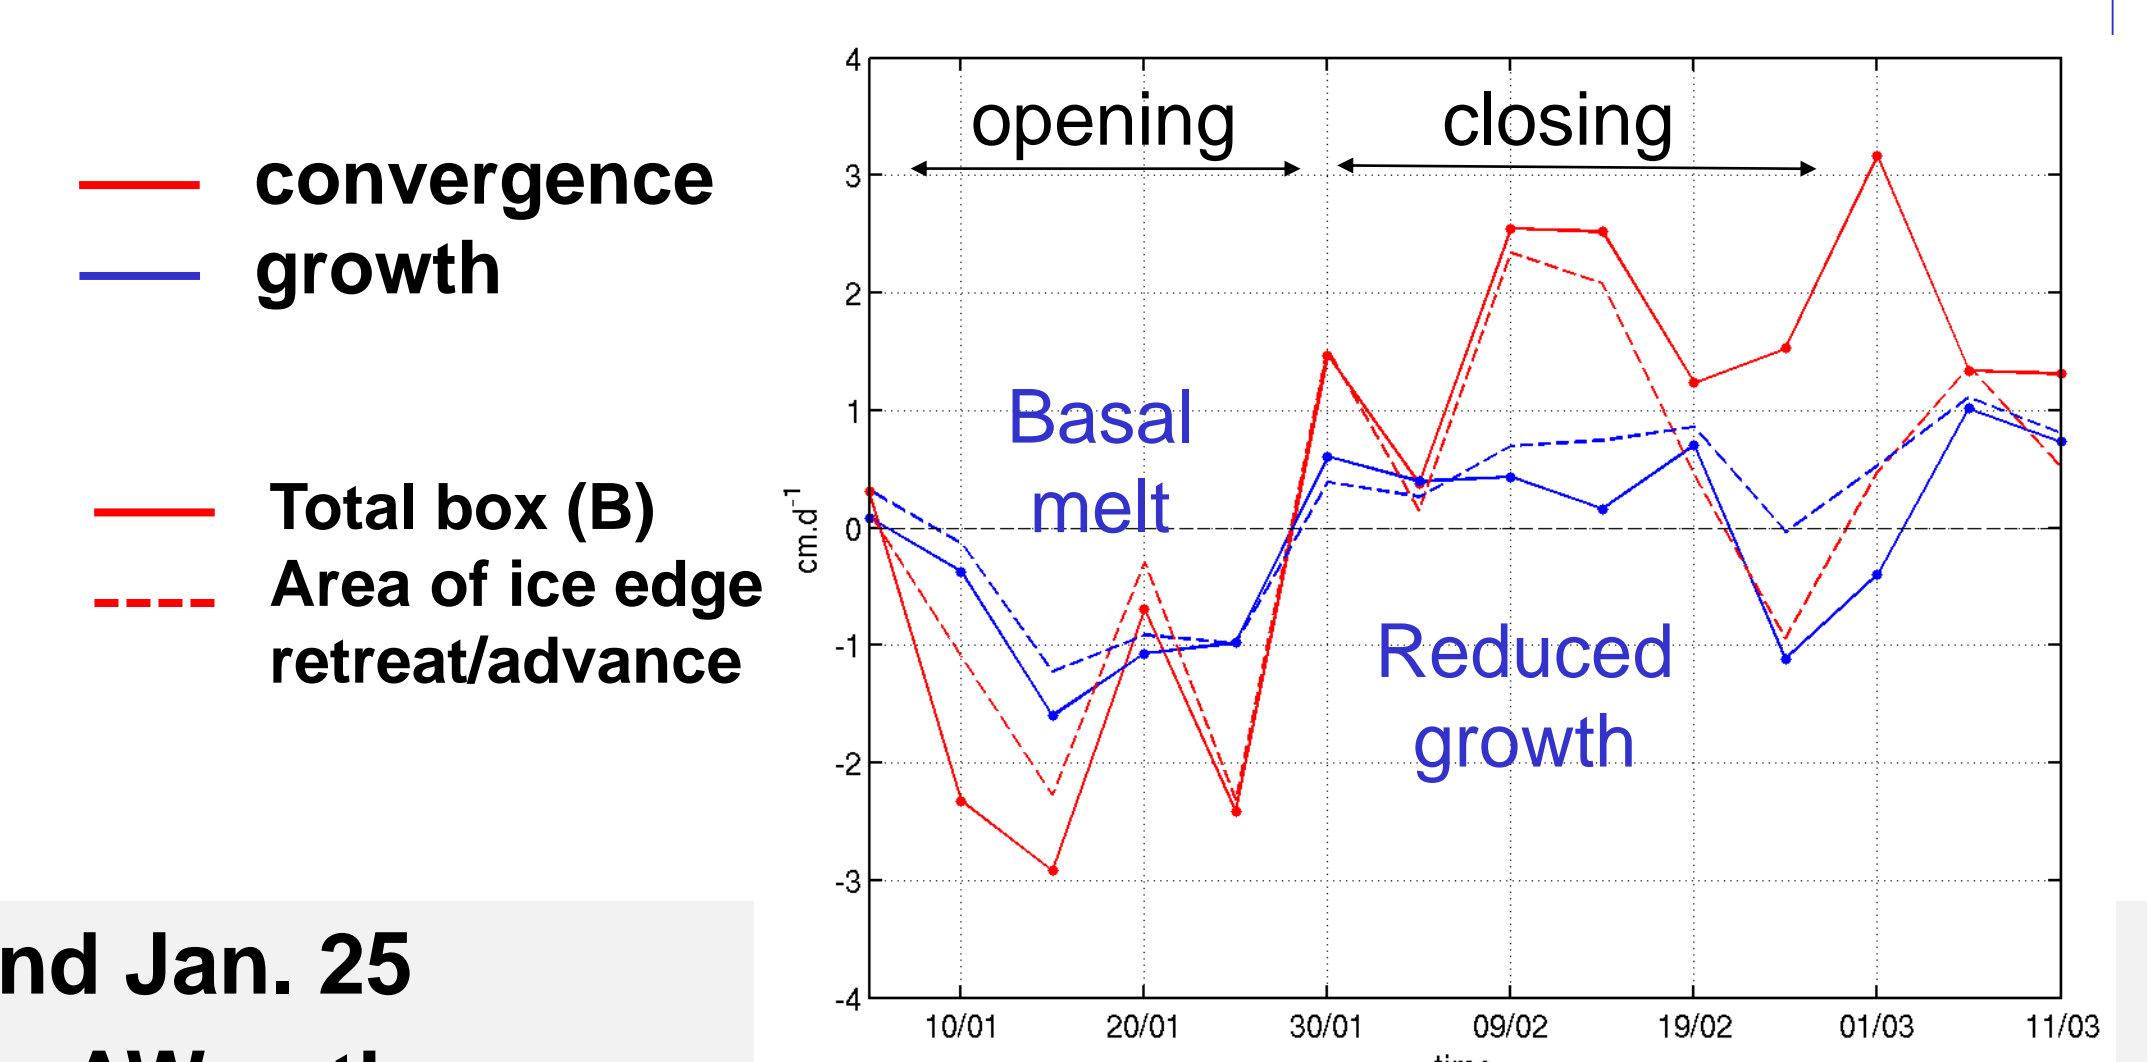 convergence
growth
Total box (B)
Area of ice edge
retreat/advance
nd Jan. 25
opening
closing
Basal
melt
Reduced
growth
cm.d-1
4
3
2
1
0
-1
-2
-3
-4
10/01
20/01
30/01
09/02
19/02
01/03
11/03